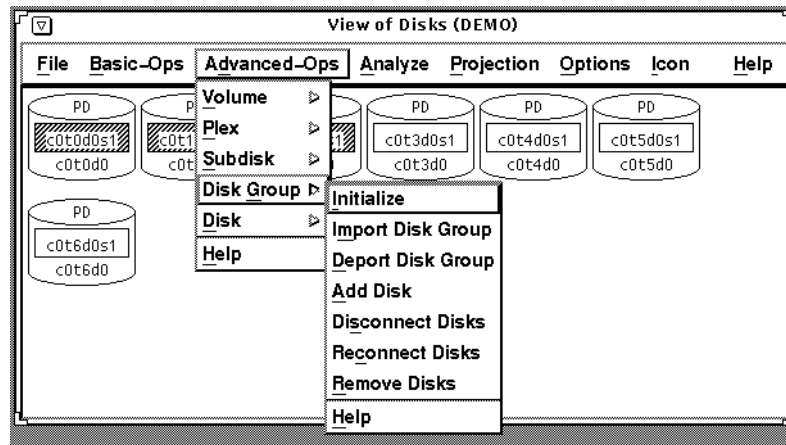 View of Disks (DEMO)
File Basic-Ops Advanced-Ops Analyze Projection Options Icon Help
PD PD PD PD
c0t0d0s1 c0t3d0s1 c0t4d0s1 c0t5d0s1
c0t0d0 c0t3d0 c0t4d0 c0t5d0
Volume
Plex
Subdisk
Disk Group
Disk
Help
PD
c0t6d0s1
c0t6d0
Initialize
Import Disk Group
Deport Disk Group
Add Disk
Disconnect Disks
Reconnect Disks
Remove Disks
Help